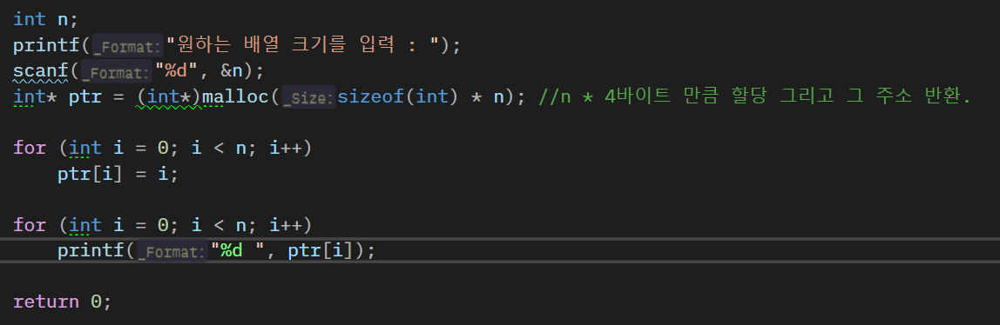 int n;
printf(_Format:"원하는 배열 크기를 입력 : ");
scanf(_Format:"%d", &n);
int* ptr = (int*)malloc(_Size:sizeof(int) * n); //n * 4바이트 만큼 할당 그리고 그 주소 반환.
for (int i = 0; i < n; i++)
ptr[i] = i;
for (int i = 0; i < n; i++)
printf(_Format:"%d ", ptr[i]);
return 0;